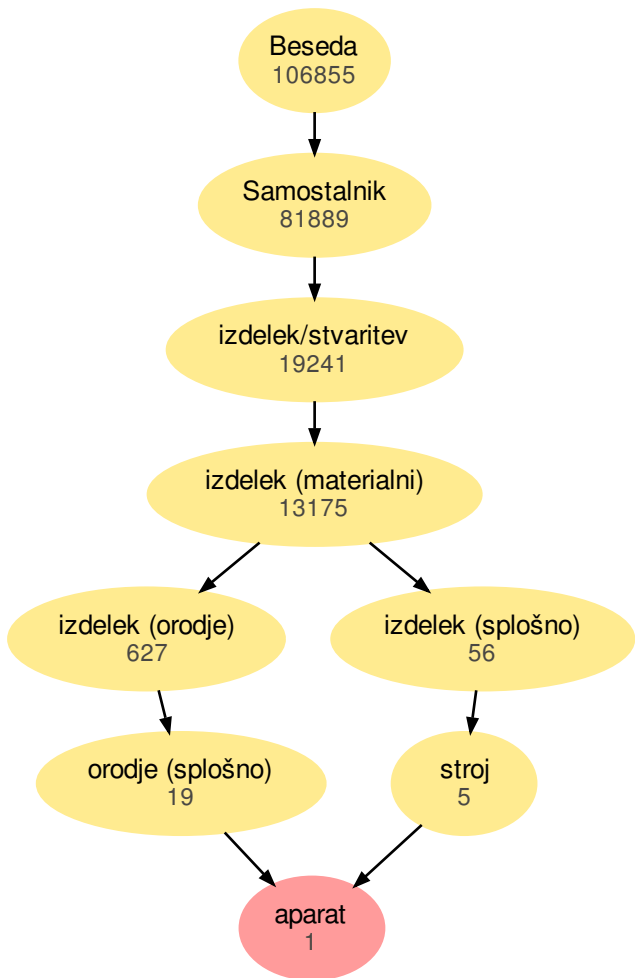 Beseda
106855
Samostalnik
81889
izdelek/stvaritev
19241
izdelek (materialni)
13175
izdelek (orodje)
627
izdelek (splošno)
56
orodje (splošno)
19
stroj
5
aparat
1